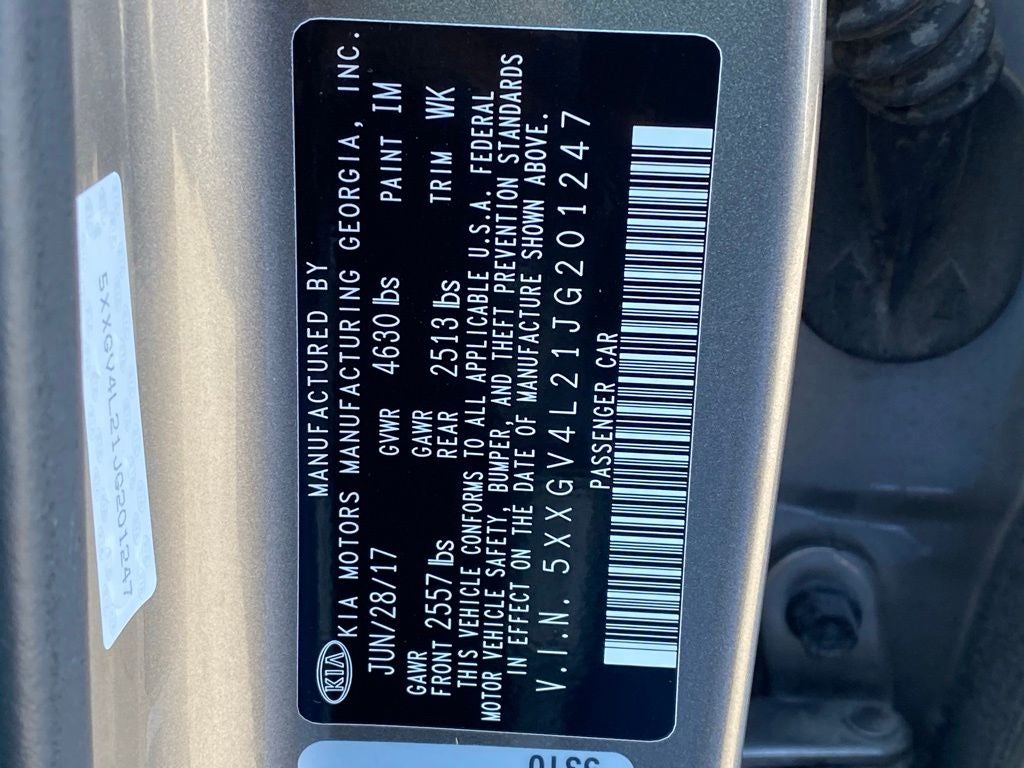 5XXGV4L21JG201247
MANUFACTURED BY
KIA KIA MOTORS MANUFACTURING GEORGIA, INC.
JUN/28/17 GVWR 4630 lbs PAINT IM
GAWR FRONT 2557 lbs GAWR REAR 2513 lbs TRIM WK
THIS VEHICLE CONFORMS TO ALL APPLICABLE U.S.A. FEDERAL
MOTOR VEHICLE SAFETY, BUMPER, AND THEFT PREVENTION STANDARDS
IN EFFECT ON THE DATE OF MANUFACTURE SHOWN ABOVE.
V.I.N. 5XXGV4L21JG201247
PASSENGER CAR